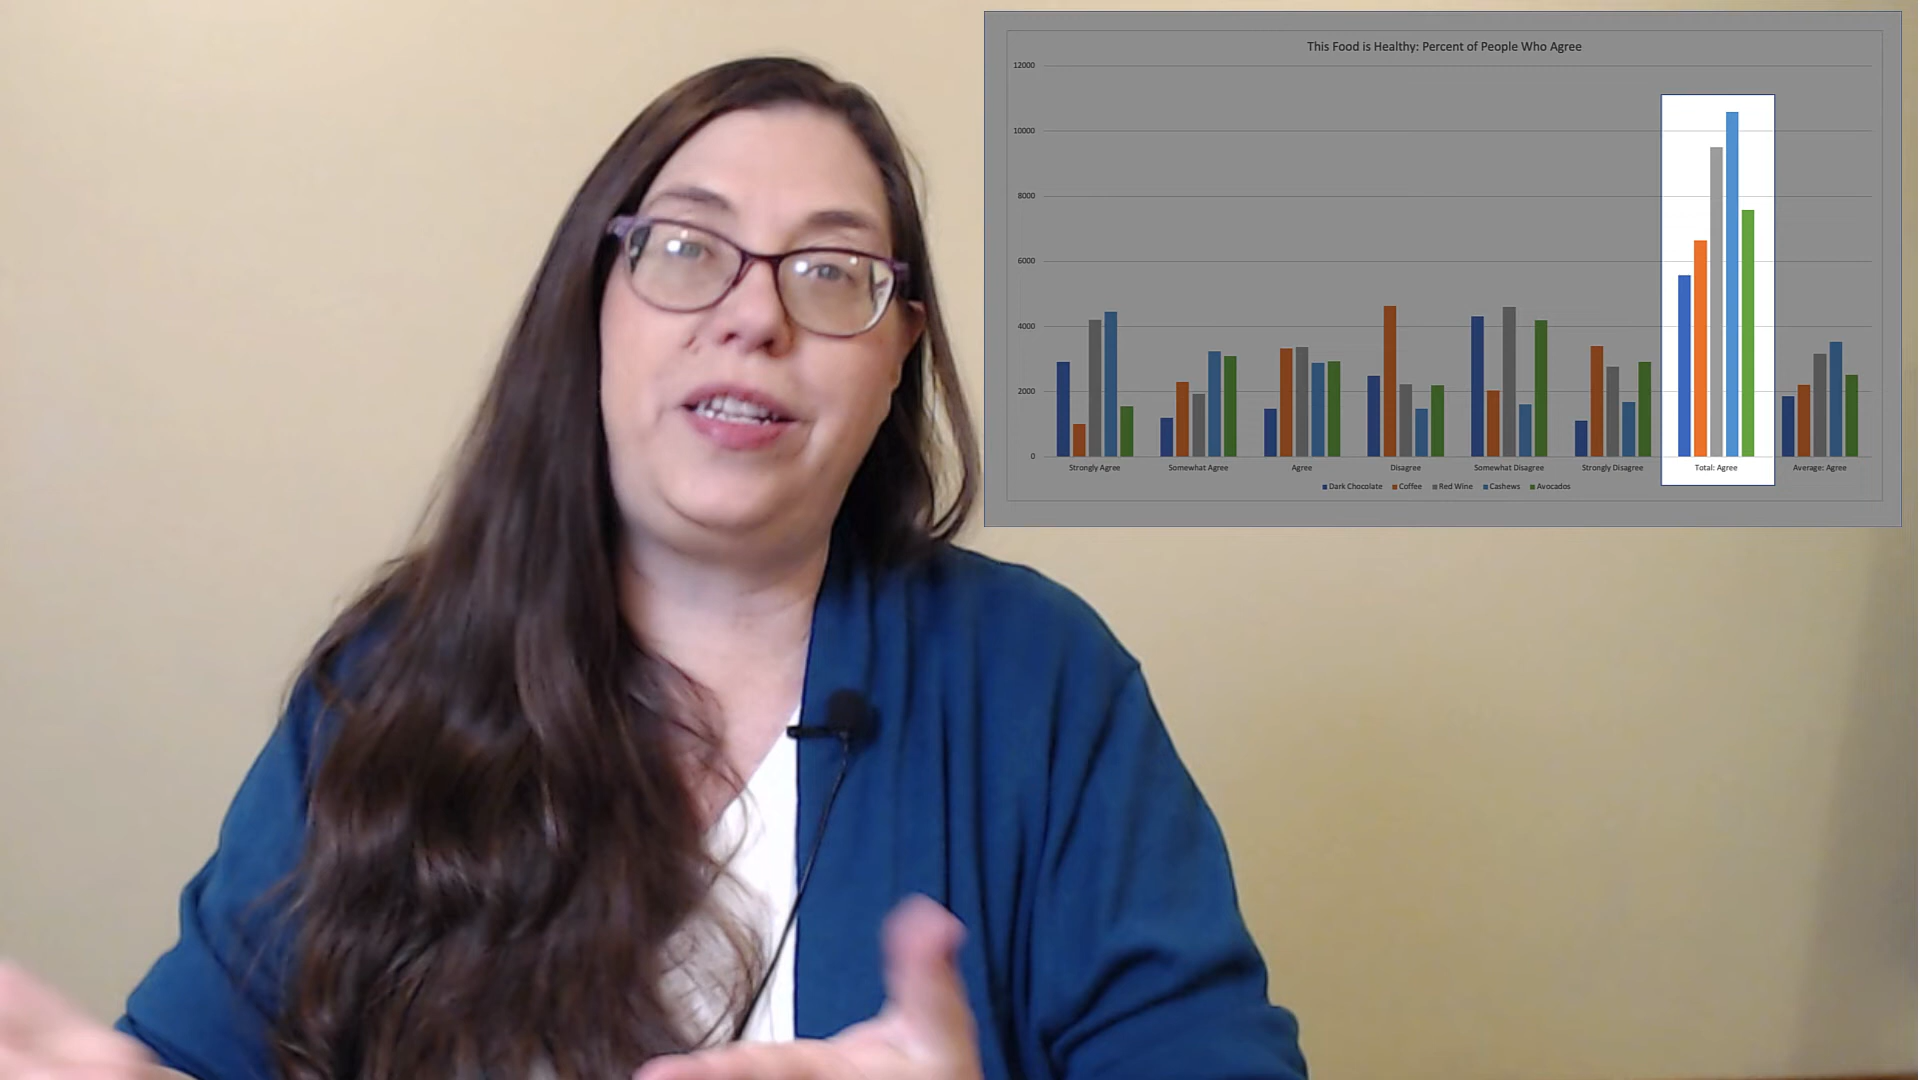 This Food is Healthy: Percent of People Who Agree
12000
10000
8000
6000
4000
2000
0
Strongly Agree Somewhat Agree Agree Disagree Somewhat Disagree Strongly Disagree Total: Agree Average: Agree
Dark Chocolate Coffee Red Wine Cashews Avocados